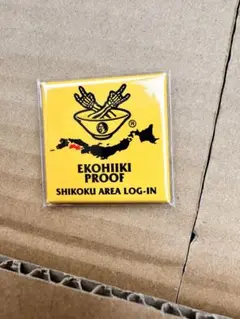 ®
EKOHIIKI
PROOF
SHIKOKU AREA LOG-IN